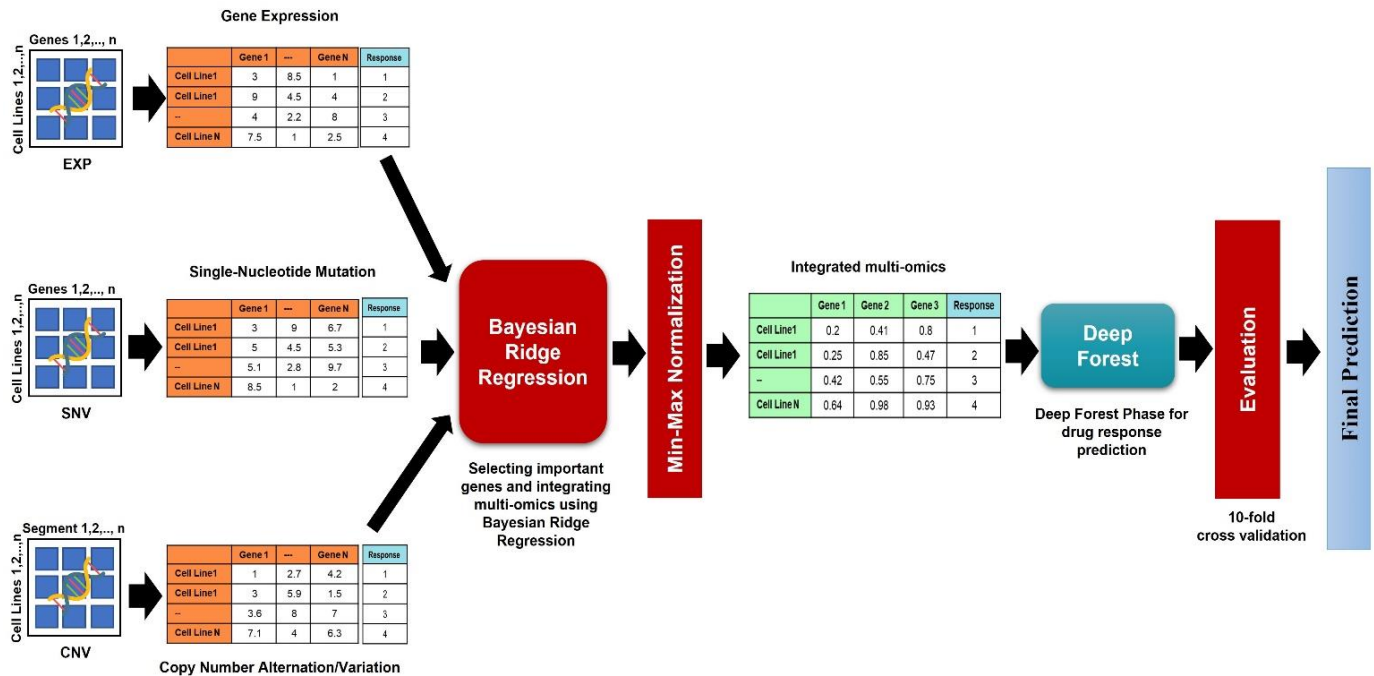 Gene Expression
Genes 1,2,.., n
Cell Lines 1,2,..,n
EXP
Gene 1 --- Gene N Response
Cell Line1 3 8.5 1 1
Cell Line1 9 4.5 4 2
-- 4 2.2 8 3
Cell Line N 7.5 1 2.5 4
Single-Nucleotide Mutation
Genes 1,2,.., n
Cell Lines 1,2,..,n
SNV
Gene 1 --- Gene N Response
Cell Line1 3 9 6.7 1
Cell Line1 5 4.5 5.3 2
-- 5.1 2.8 9.7 3
Cell Line N 8.5 1 2 4
Segment 1,2,.., n
Cell Lines 1,2,..,n
CNV
Gene 1 --- Gene N Response
Cell Line1 1 2.7 4.2 1
Cell Line1 3 5.9 1.5 2
-- 3.6 8 7 3
Cell Line N 7.1 4 6.3 4
Copy Number Alternation/Variation
Bayesian
Ridge
Regression
Selecting important
genes and integrating
multi-omics using
Bayesian Ridge
Regression
Min-Max Normalization
Integrated multi-omics
Gene 1 Gene 2 Gene 3 Response
Cell Line1 0.2 0.41 0.8 1
Cell Line1 0.25 0.85 0.47 2
-- 0.42 0.55 0.75 3
Cell Line N 0.64 0.98 0.93 4
Deep
Forest
Deep Forest Phase for
drug response
prediction
Evaluation
10-fold
cross validation
Final Prediction